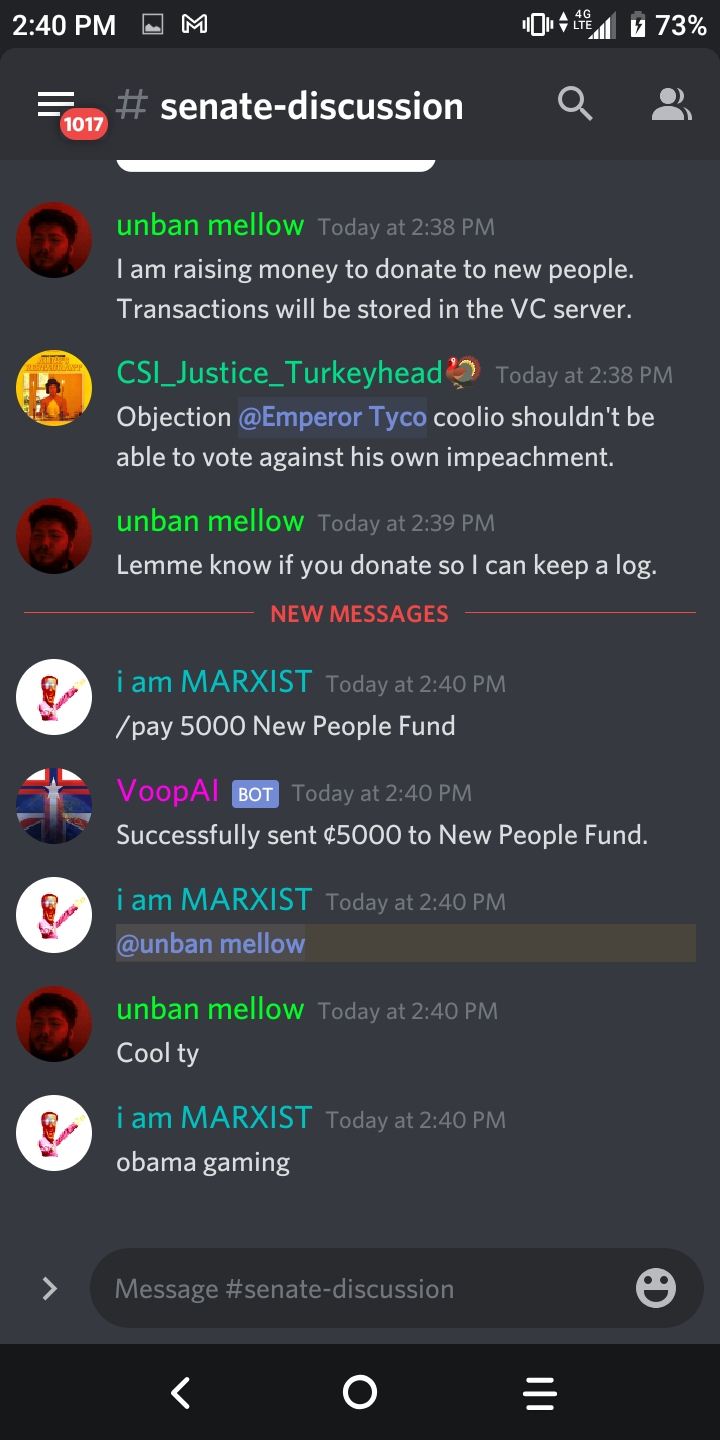 2:40 PM
4G
LTE
73%
1017
# senate-discussion
unban mellow Today at 2:38 PM
I am raising money to donate to new people.
Transactions will be stored in the VC server.
CSI_Justice_Turkeyhead🦃 Today at 2:38 PM
Objection @Emperor Tyco coolio shouldn't be
able to vote against his own impeachment.
unban mellow Today at 2:39 PM
Lemme know if you donate so I can keep a log.
NEW MESSAGES
i am MARXIST Today at 2:40 PM
/pay 5000 New People Fund
VoopAI BOT Today at 2:40 PM
Successfully sent ¢5000 to New People Fund.
i am MARXIST Today at 2:40 PM
@unban mellow
unban mellow Today at 2:40 PM
Cool ty
i am MARXIST Today at 2:40 PM
obama gaming
Message #senate-discussion